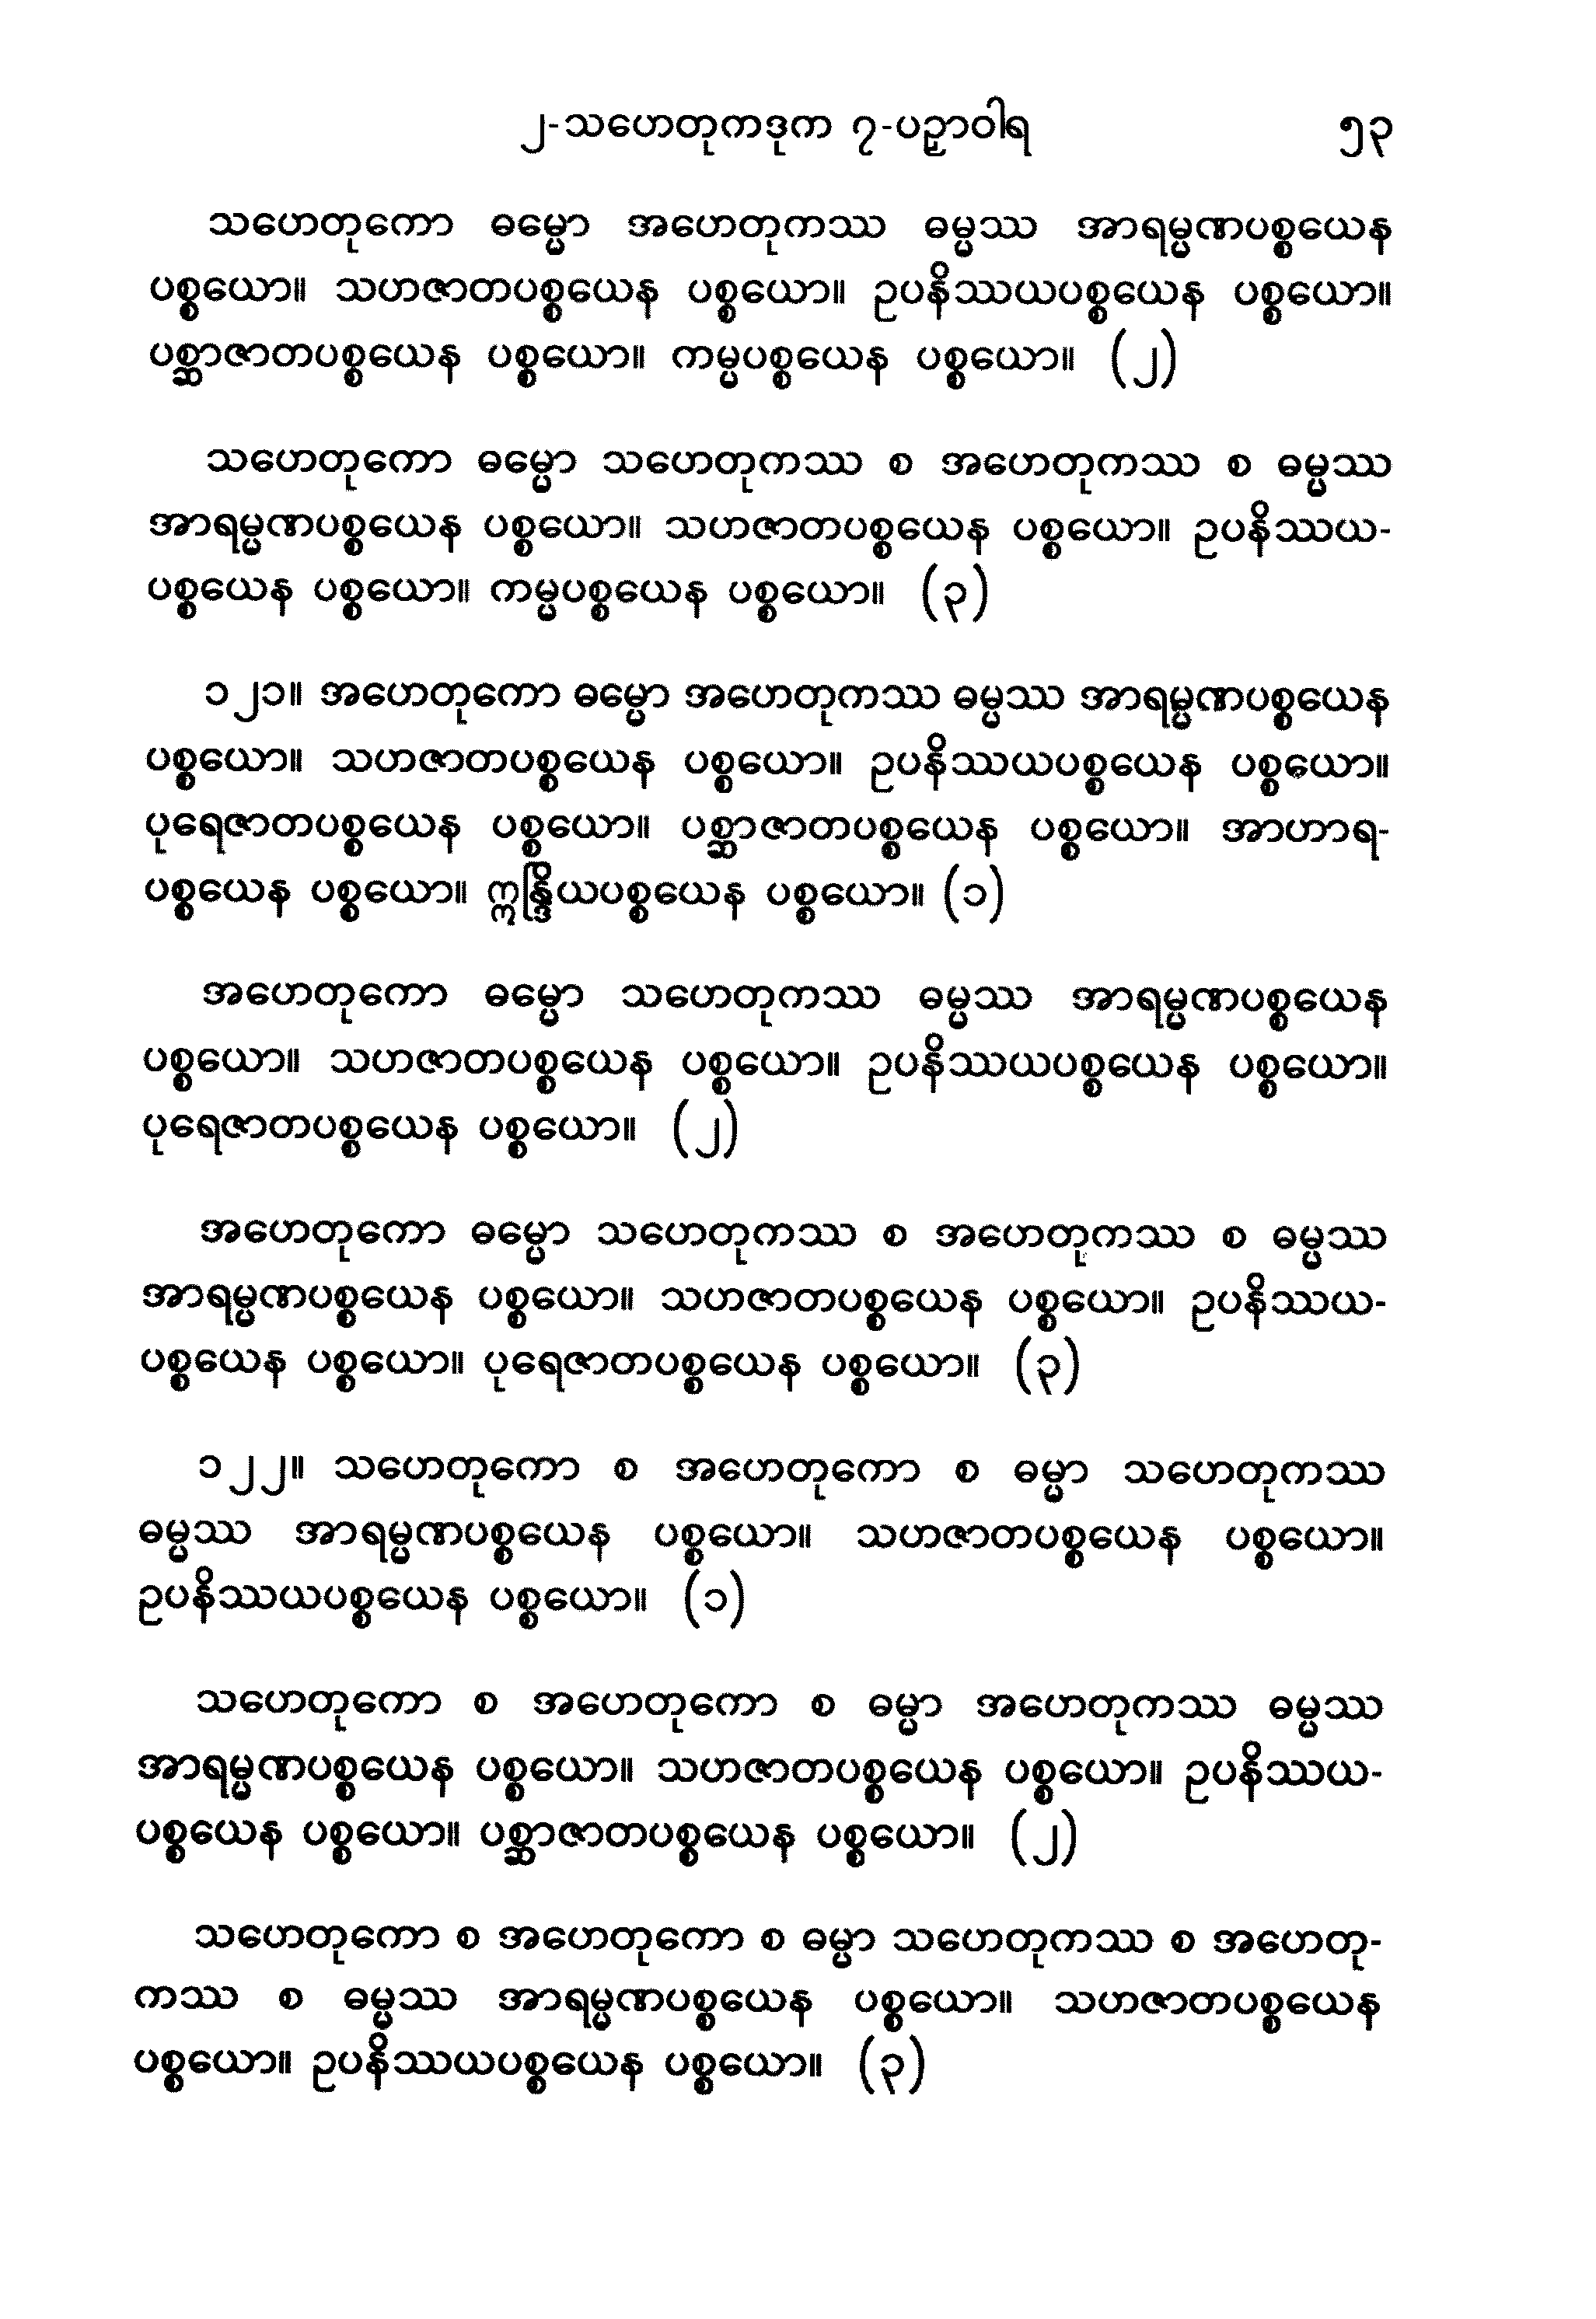 ၂-သဟေတုကဒုက ၇-ပဉှာဝါရ ၅၃
သဟေတုကော ဓမ္မော အဟေတုကဿ ဓမ္မဿ အာရမ္မဏပစ္စယေန
ပစ္စယော။ သဟဇာတပစ္စယေန ပစ္စယော။ ဥပနိဿယပစ္စယေန ပစ္စယော။
ပစ္ဆာဇာတပစ္စယေန ပစ္စယော။ ကမ္မပစ္စယေန ပစ္စယော။ (၂)
သဟေတုကော ဓမ္မော သဟေတုကဿ စ အဟေတုကဿ စ ဓမ္မဿ
အာရမ္မဏပစ္စယေန ပစ္စယော။ သဟဇာတပစ္စယေန ပစ္စယော။ ဥပနိဿယ-
ပစ္စယေန ပစ္စယော။ ကမ္မပစ္စယေန ပစ္စယော။ (၃)
၁၂၁။ အဟေတုကော ဓမ္မော အဟေတုကဿ ဓမ္မဿ အာရမ္မဏပစ္စယေန
ပစ္စယော။ သဟဇာတပစ္စယေန ပစ္စယော။ ဥပနိဿယပစ္စယေန ပစ္စယော။
ပုရေဇာတပစ္စယေန ပစ္စယော။ ပစ္ဆာဇာတပစ္စယေန ပစ္စယော။ အာဟာရ-
ပစ္စယေန ပစ္စယော။ ဣန္ဒြိယပစ္စယေန ပစ္စယော။ (၁)
အဟေတုကော ဓမ္မော သဟေတုကဿ ဓမ္မဿ အာရမ္မဏပစ္စယေန
ပစ္စယော။ သဟဇာတပစ္စယေန ပစ္စယော။ ဥပနိဿယပစ္စယေန ပစ္စယော။
ပုရေဇာတပစ္စယေန ပစ္စယော။ (၂)
အဟေတုကော ဓမ္မော သဟေတုကဿ စ အဟေတုကဿ စ ဓမ္မဿ
အာရမ္မဏပစ္စယေန ပစ္စယော။ သဟဇာတပစ္စယေန ပစ္စယော။ ဥပနိဿယ-
ပစ္စယေန ပစ္စယော။ ပုရေဇာတပစ္စယေန ပစ္စယော။ (၃)
၁၂၂။ သဟေတုကော စ အဟေတုကော စ ဓမ္မာ သဟေတုကဿ
ဓမ္မဿ အာရမ္မဏပစ္စယေန ပစ္စယော။ သဟဇာတပစ္စယေန ပစ္စယော။
ဥပနိဿယပစ္စယေန ပစ္စယော။ (၁)
သဟေတုကော စ အဟေတုကော စ ဓမ္မာ အဟေတုကဿ ဓမ္မဿ
အာရမ္မဏပစ္စယေန ပစ္စယော။ သဟဇာတပစ္စယေန ပစ္စယော။ ဥပနိဿယ-
ပစ္စယေန ပစ္စယော။ ပစ္ဆာဇာတပစ္စယေန ပစ္စယော။ (၂)
သဟေတုကော စ အဟေတုကော စ ဓမ္မာ သဟေတုကဿ စ အဟေတု-
ကဿ စ ဓမ္မဿ အာရမ္မဏပစ္စယေန ပစ္စယော။ သဟဇာတပစ္စယေန
ပစ္စယော။ ဥပနိဿယပစ္စယေန ပစ္စယော။ (၃)